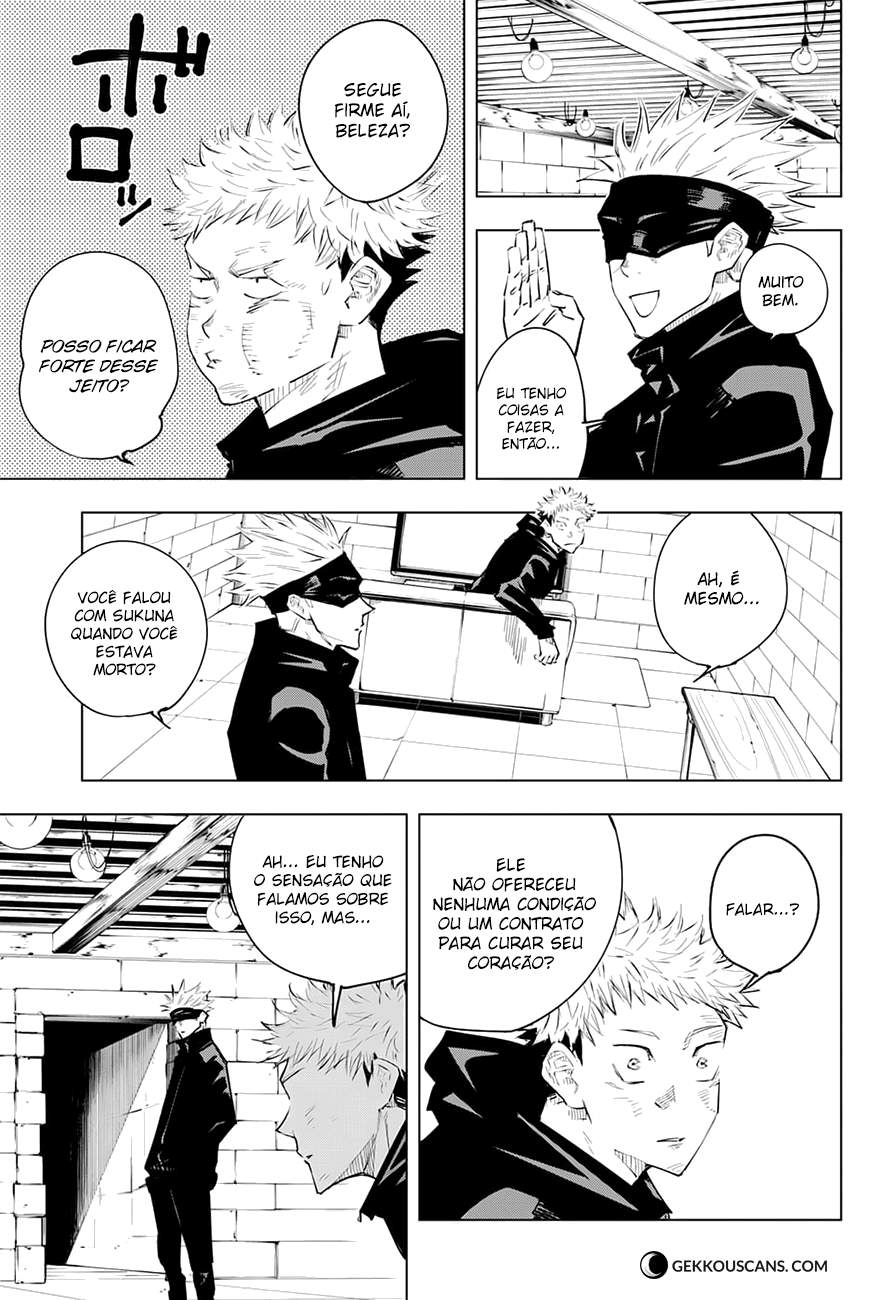 MUITO
BEM.
EU TENHO
COISAS A
FAZER,
ENTÃO...
SEGUE
FIRME AÍ,
BELEZA?
ボロッ
POSSO FICAR
FORTE DESSE
JEITO?
AH, É
MESMO...
VOCÊ FALOU
COM SUKUNA
QUANDO VOCÊ
ESTAVA
MORTO?
FALAR...?
ELE
NÃO OFERECEU
NENHUMA CONDIÇÃO
OU UM CONTRATO
PARA CURAR SEU
CORAÇÃO?
AH... EU TENHO
O SENSAÇÃO QUE
FALAMOS SOBRE
ISSO, MAS...
GEKKOUSCANS.COM